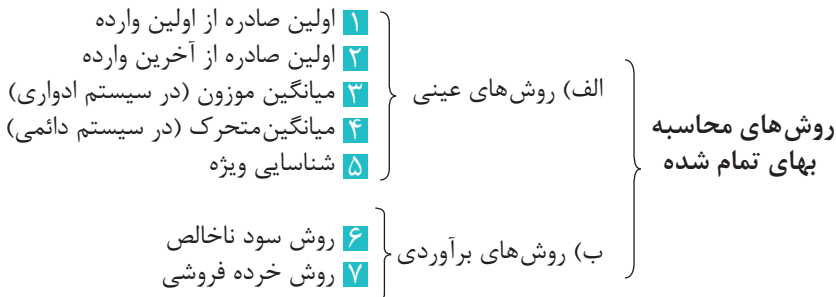 روش‌های محاسبه
بهای تمام شده
الف) روش‌های عینی
۱ اولین صادره از اولین وارده
۲ اولین صادره از آخرین وارده
۳ میانگین موزون (در سیستم ادواری)
۴ میانگین‌متحرک (در سیستم دائمی)
۵ شناسایی ویژه
ب) روش‌های برآوردی
۶ روش سود ناخالص
۷ روش خرده فروشی